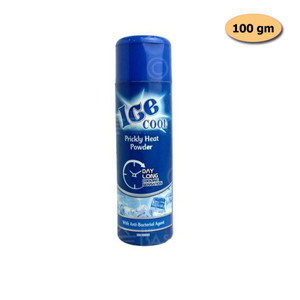 100 gm
Ice
COOL
Prickly Heat
Powder
DAY
LONG
With Anti-Bacterial Agent